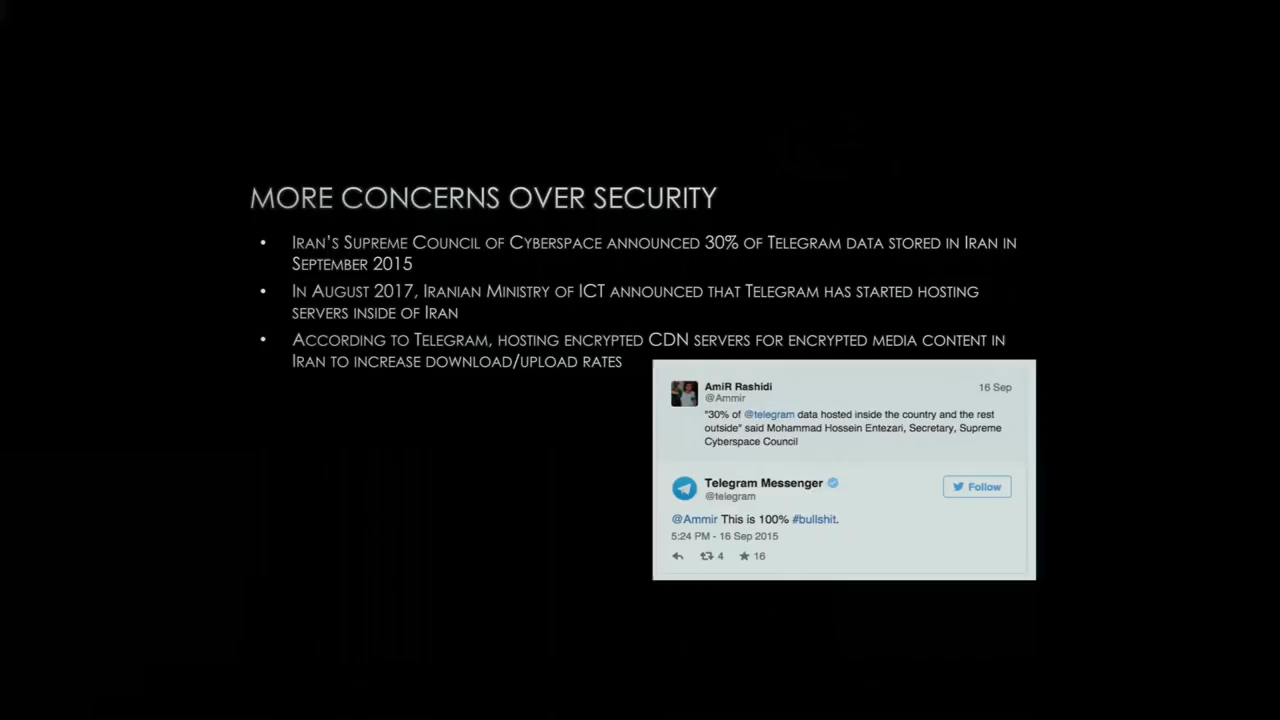 MORE CONCERNS OVER SECURITY
• IRAN'S SUPREME COUNCIL OF CYBERSPACE ANNOUNCED 30% OF TELEGRAM DATA STORED IN IRAN IN
SEPTEMBER 2015
• IN AUGUST 2017, IRANIAN MINISTRY OF ICT ANNOUNCED THAT TELEGRAM HAS STARTED HOSTING
SERVERS INSIDE OF IRAN
• ACCORDING TO TELEGRAM, HOSTING ENCRYPTED CDN SERVERS FOR ENCRYPTED MEDIA CONTENT IN
IRAN TO INCREASE DOWNLOAD/UPLOAD RATES
AmiR Rashidi 16 Sep
@Ammir
"30% of @telegram data hosted inside the country and the rest
outside" said Mohammad Hossein Entezari, Secretary, Supreme
Cyberspace Council
Telegram Messenger
Follow
@telegram
@Ammir This is 100% #bullshit.
5:24 PM - 16 Sep 2015
4 16